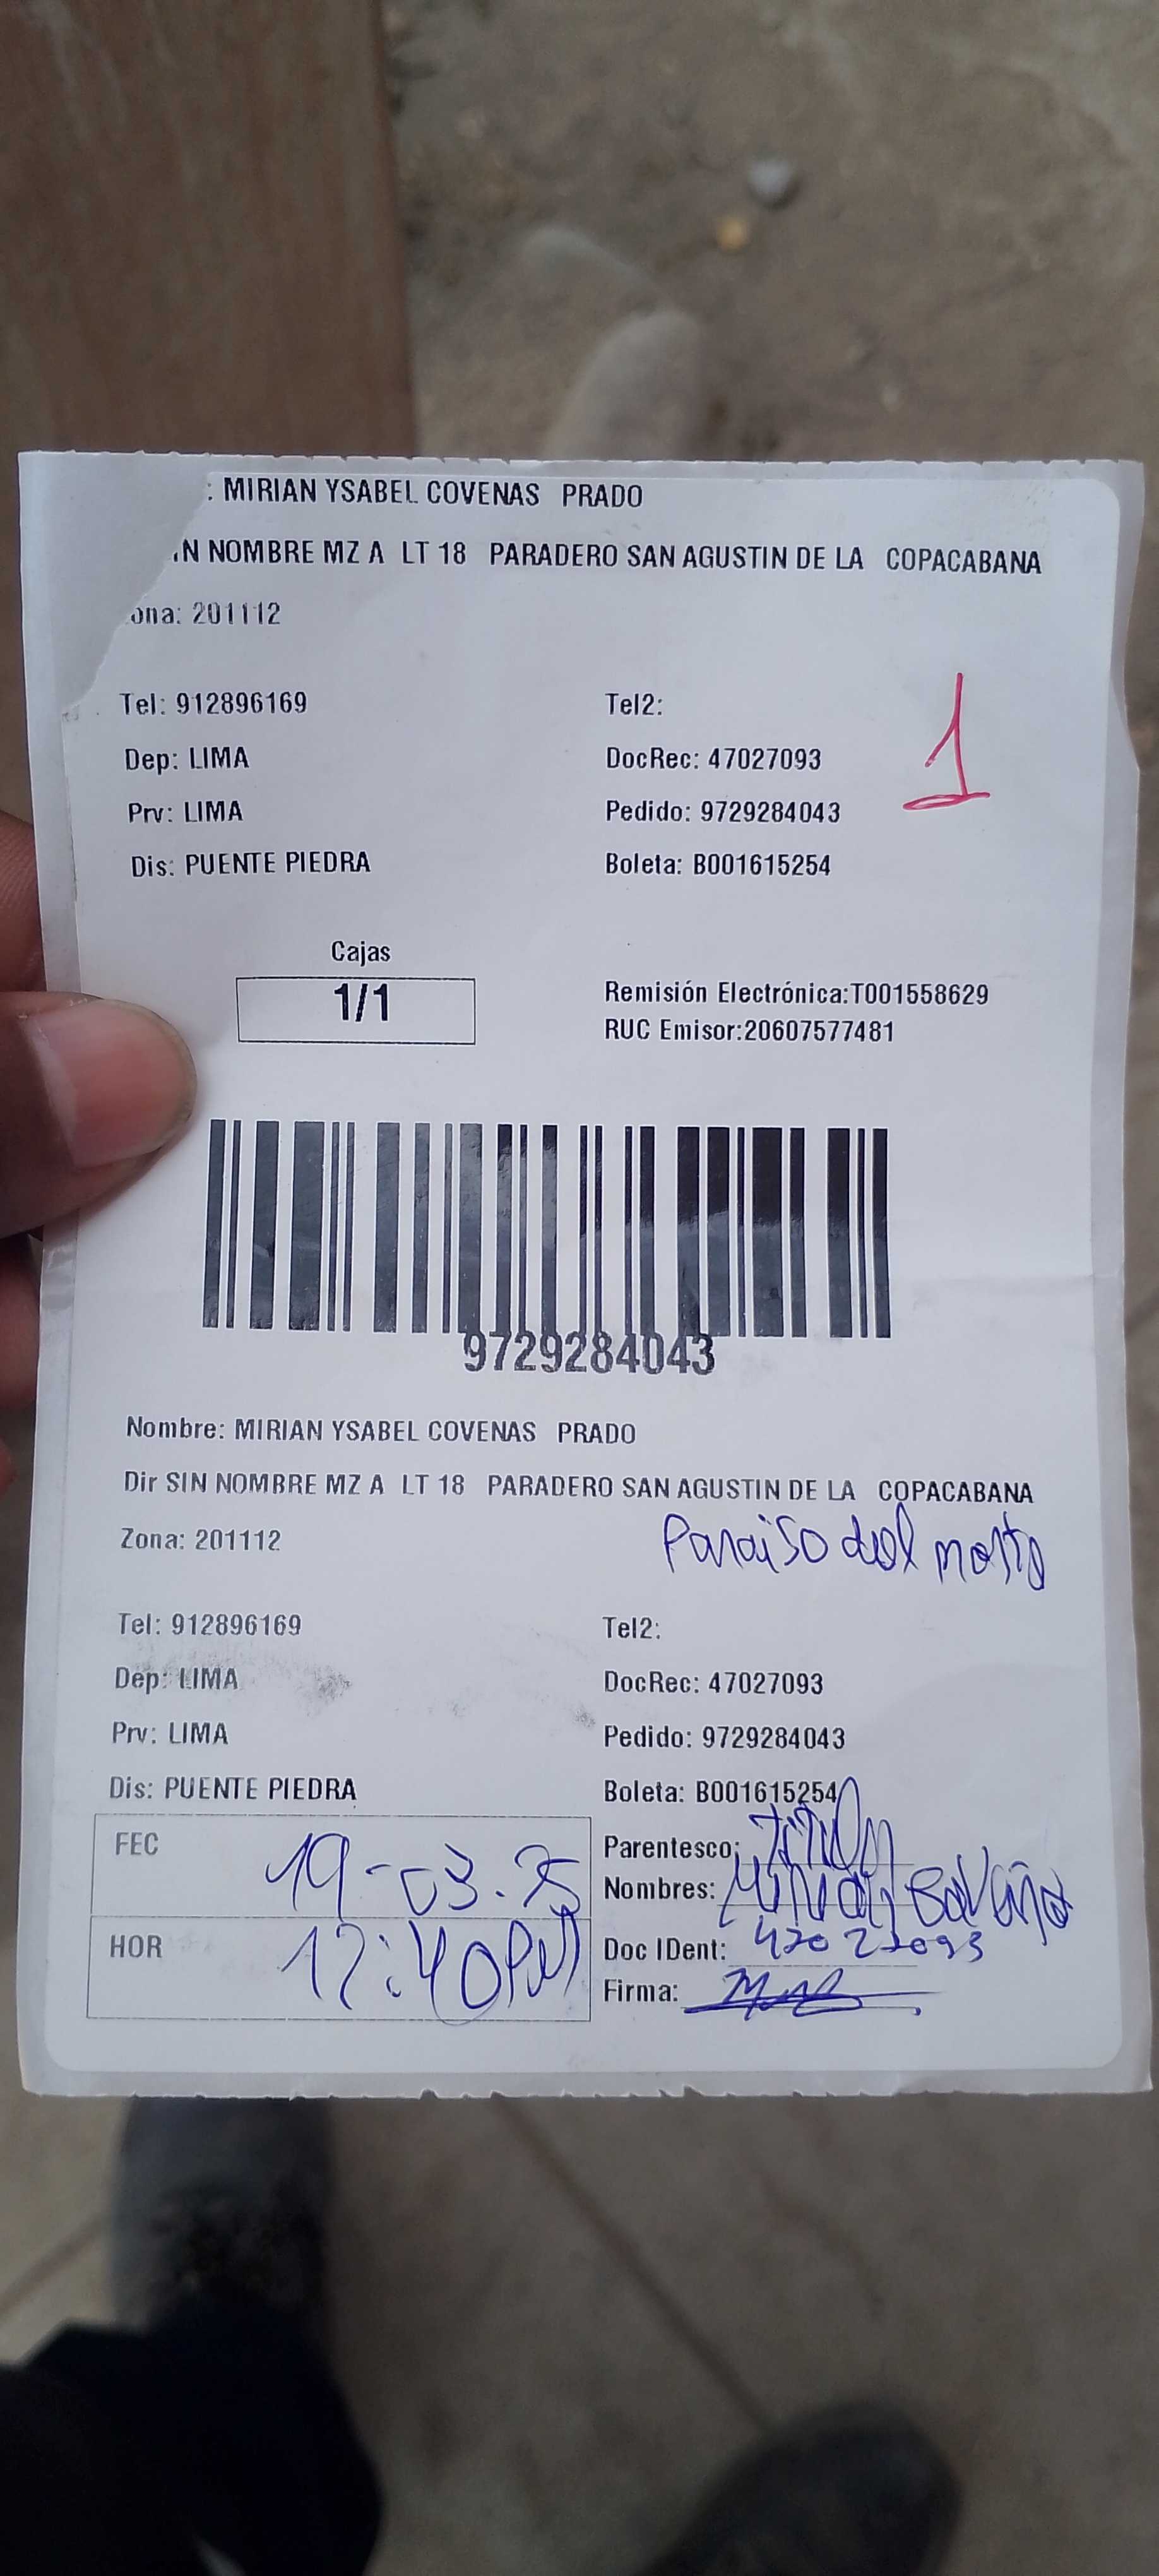 : MIRIAN YSABEL COVENAS PRADO
IN NOMBRE MZ A LT 18 PARADERO SAN AGUSTIN DE LA COPACABANA
ona: 201112
Tel: 912896169 Tel2:
1
Dep: LIMA DocRec: 47027093
Prv: LIMA Pedido: 9729284043
Dis: PUENTE PIEDRA Boleta: B001615254
Cajas
1/1
Remisión Electrónica:T001558629
RUC Emisor:20607577481
9729284043
Nombre: MIRIAN YSABEL COVENAS PRADO
Dir SIN NOMBRE MZ A LT 18 PARADERO SAN AGUSTIN DE LA COPACABANA
Paraiso del
Zona: 201112
Tel: 912896169 Tel2:
Dep: LIMA DocRec: 47027093
Prv: LIMA Pedido: 9729284043
Dis: PUENTE PIEDRA Boleta: B001615254
FEC 19-03.25 Parentesco:
Nombres:
HOR 12:40 Doc IDent:
Firma: